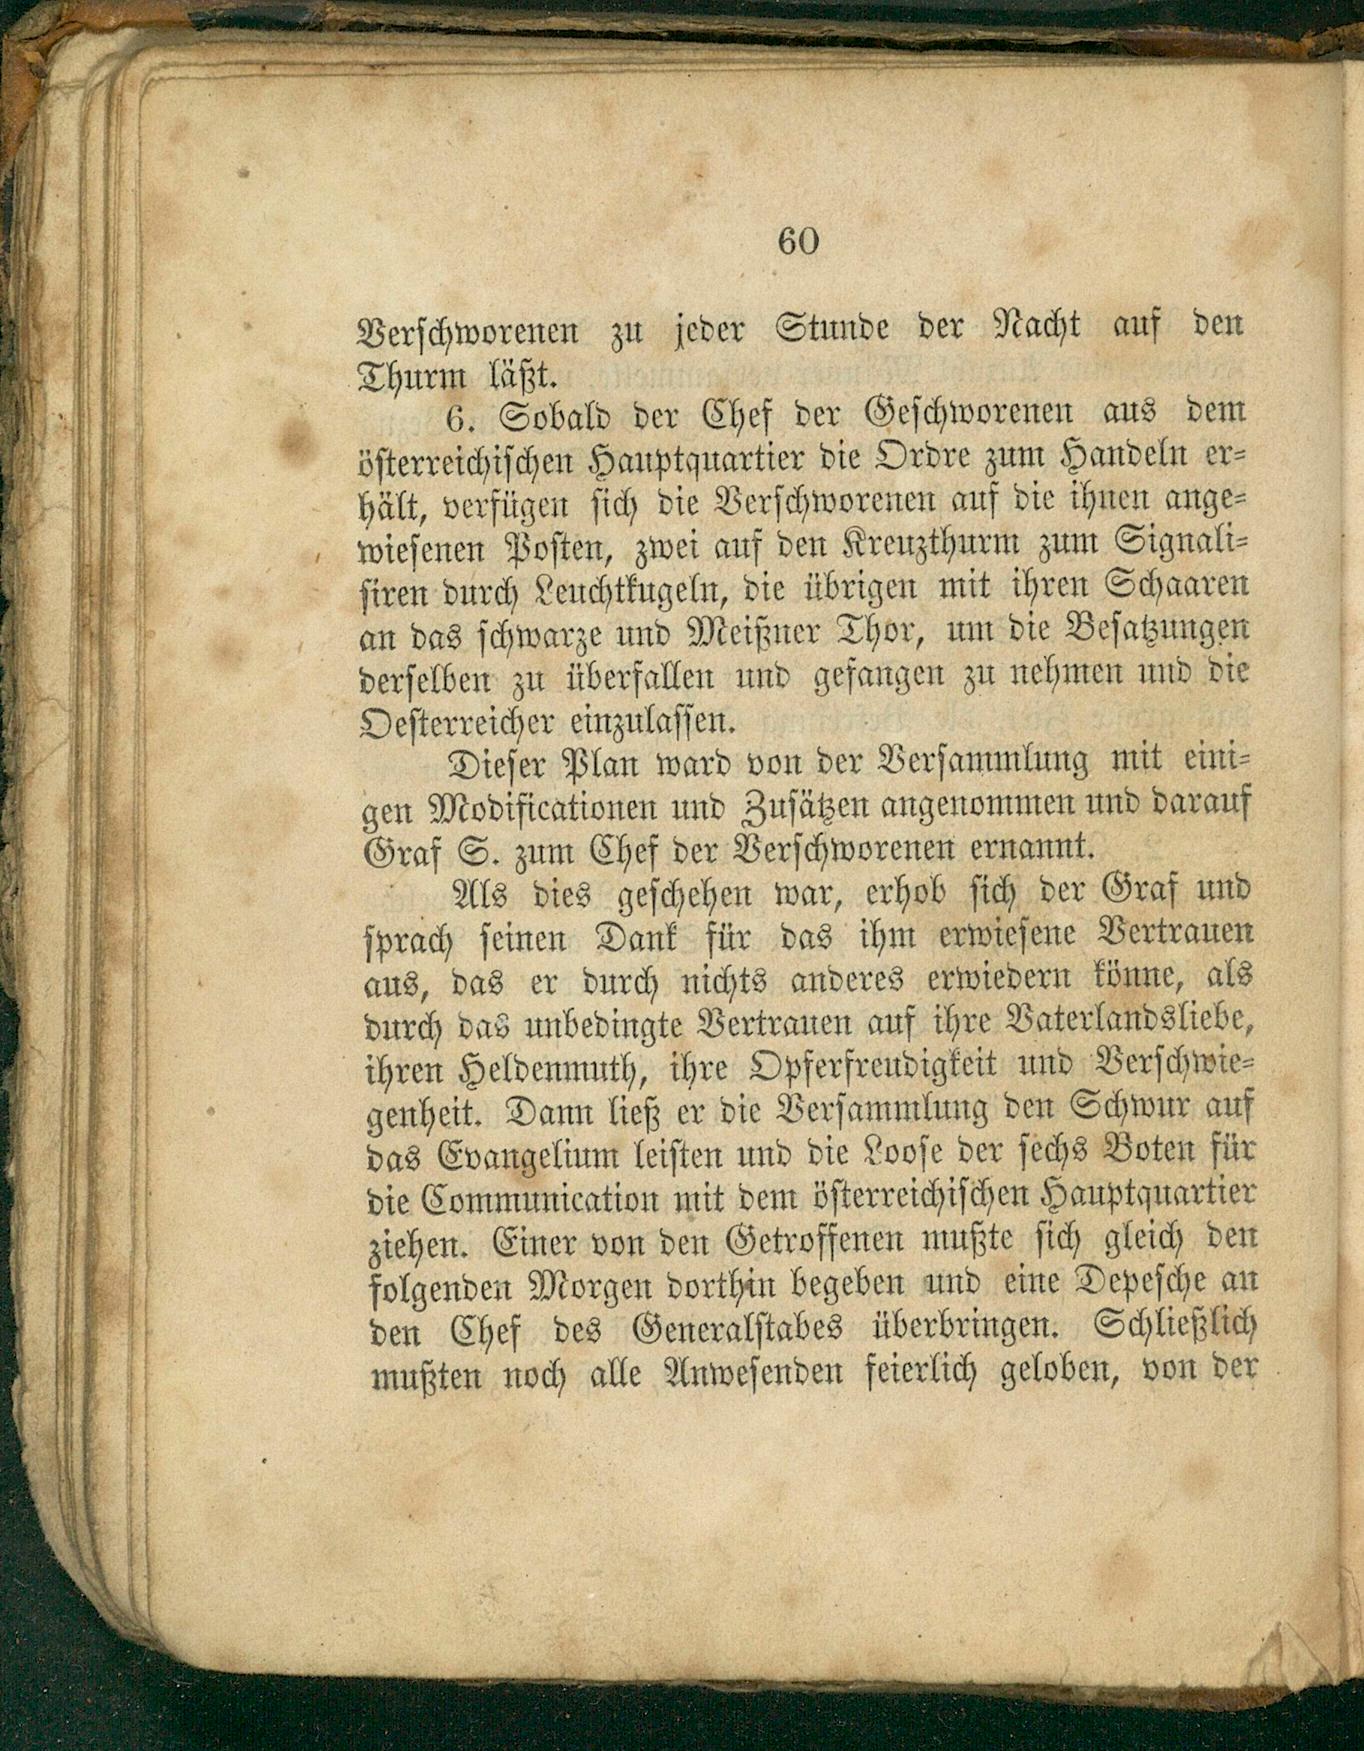 60
Verschworenen zu jeder Stunde der Nacht auf den
Thurm läßt.
6. Sobald der Chef der Geschworenen aus dem
österreichischen Hauptquartier die Ordre zum Handeln er-
hält, verfügen sich die Verschworenen auf die ihnen ange-
wiesenen Posten, zwei auf den Kreuzthurm zum Signali-
siren durch Leuchtkugeln, die übrigen mit ihren Schaaren
an das schwarze und Meißner Thor, um die Besatzungen
derselben zu überfallen und gefangen zu nehmen und die
Oesterreicher einzulassen.
Dieser Plan ward von der Versammlung mit eini-
gen Modificationen und Zusätzen angenommen und darauf
Graf S. zum Chef der Verschworenen ernannt.
Als dies geschehen war, erhob sich der Graf und
sprach seinen Dank für das ihm erwiesene Vertrauen
aus, das er durch nichts anderes erwiedern könne, als
durch das unbedingte Vertrauen auf ihre Vaterlandsliebe,
ihren Heldenmuth, ihre Opferfreudigkeit und Verschwie-
genheit. Dann ließ er die Versammlung den Schwur auf
das Evangelium leisten und die Loose der sechs Boten für
die Communication mit dem österreichischen Hauptquartier
ziehen. Einer von den Getroffenen mußte sich gleich den
folgenden Morgen dorthin begeben und eine Depesche an
den Chef des Generalstabes überbringen. Schließlich
mußten noch alle Anwesenden feierlich geloben, von der